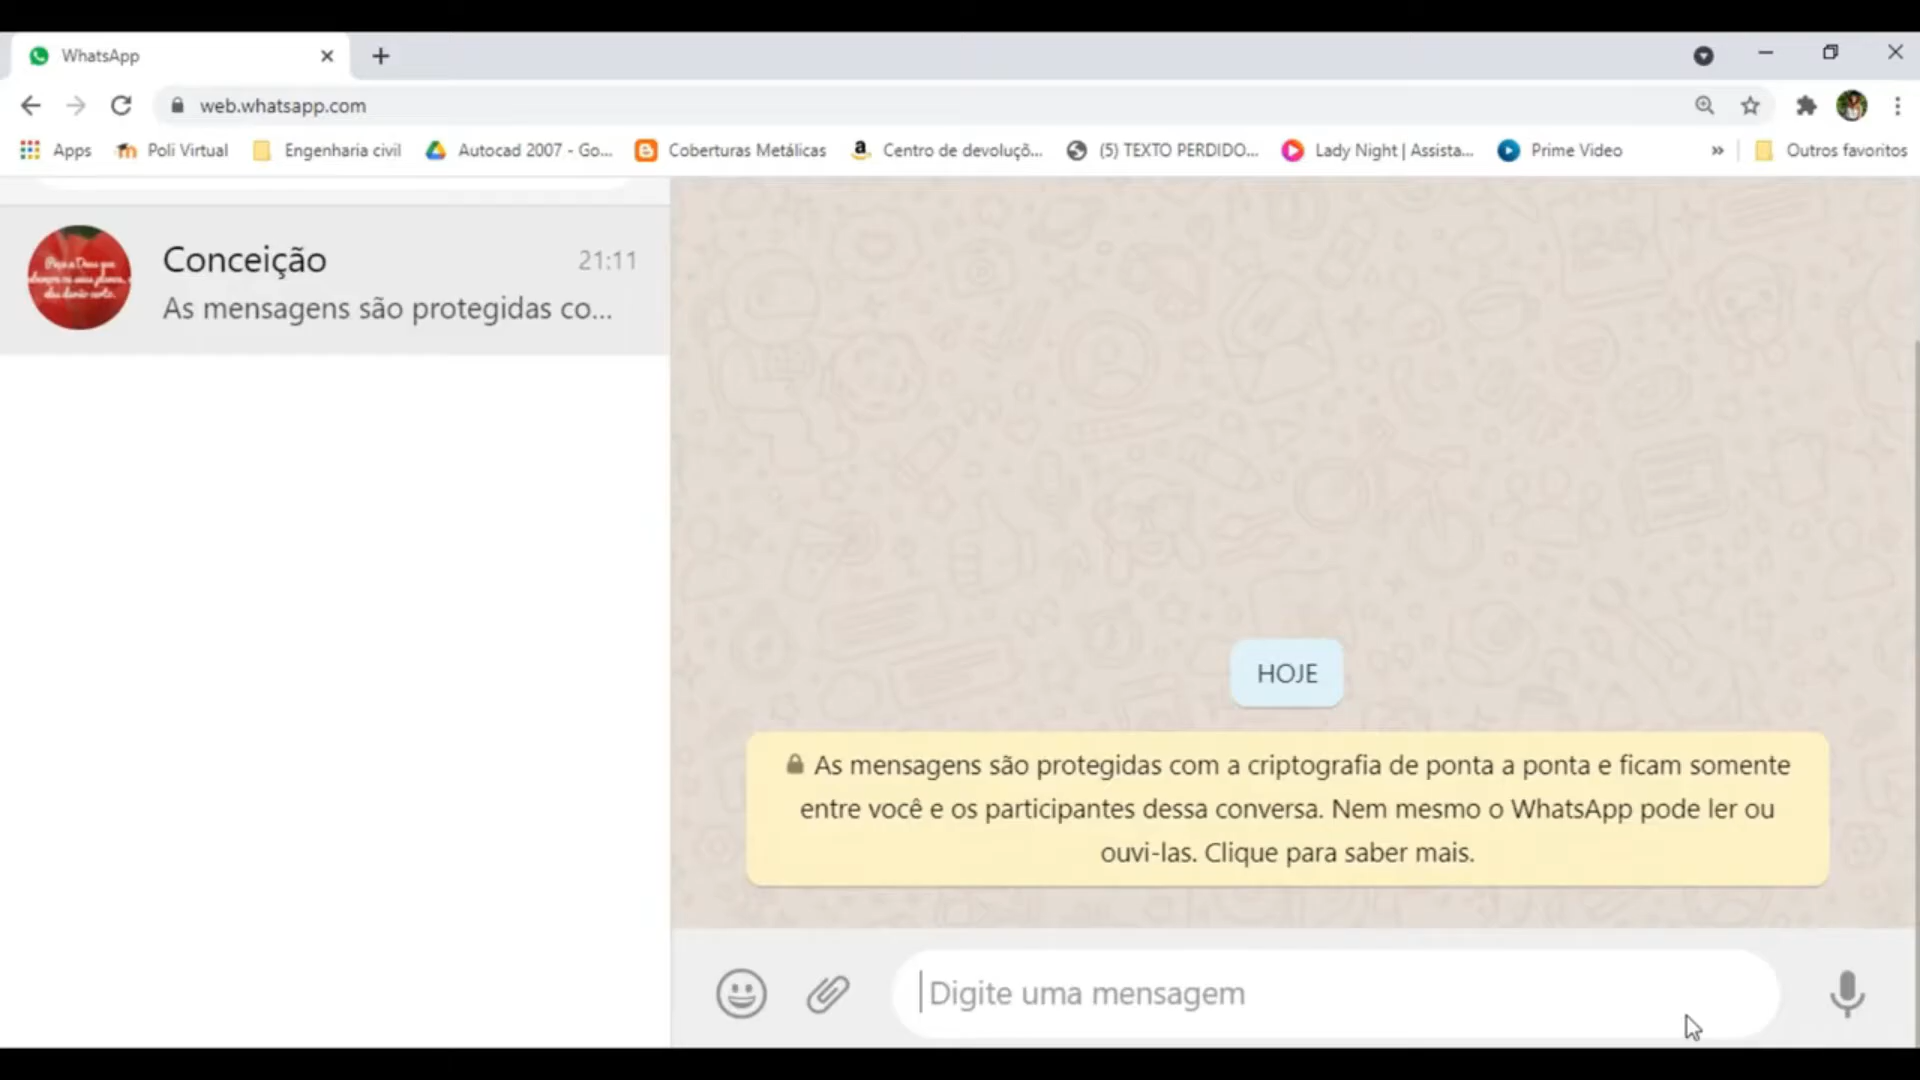 WhatsApp
web.whatsapp.com
Apps Poli Virtual Engenharia civil Autocad 2007 - Go... Coberturas Metálicas Centro de devoluçõ... (5) TEXTO PERDIDO... Lady Night | Assista... Prime Video » Outros favoritos
Conceição 21:11
As mensagens são protegidas co...
HOJE
As mensagens são protegidas com a criptografia de ponta a ponta e ficam somente
entre você e os participantes dessa conversa. Nem mesmo o WhatsApp pode ler ou
ouvi-las. Clique para saber mais.
Digite uma mensagem